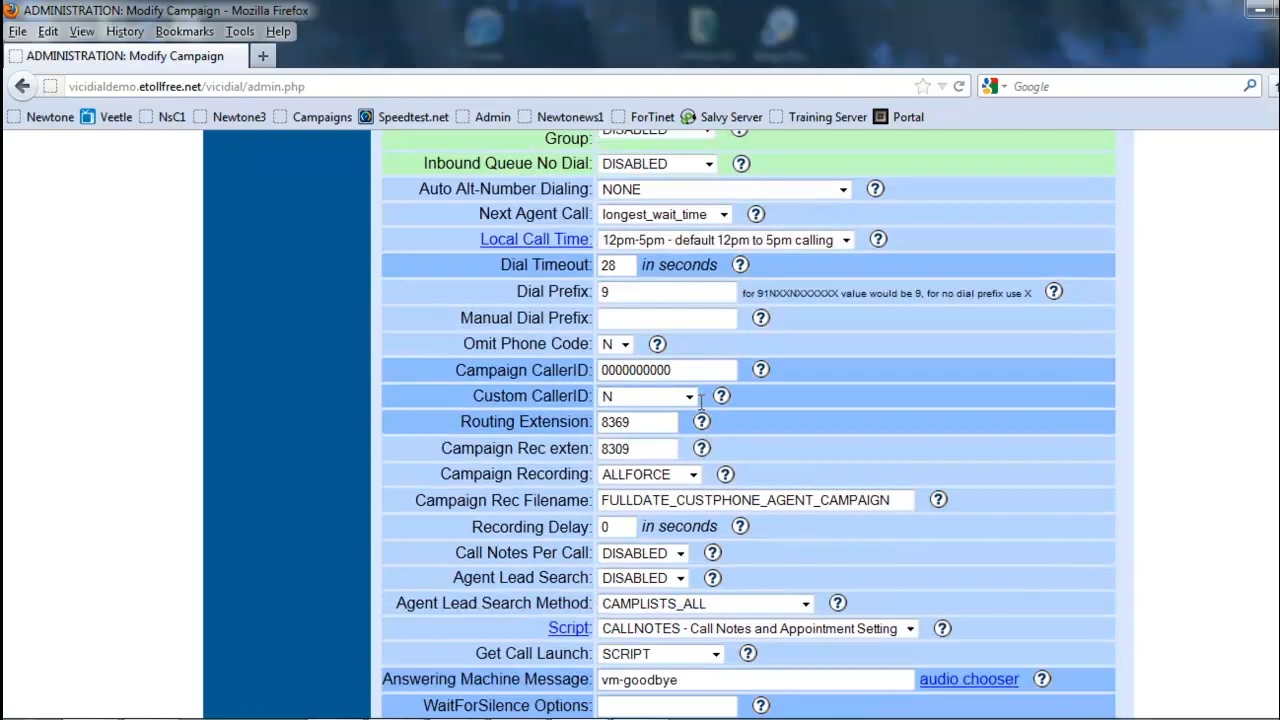 ADMINISTRATION: Modify Campaign - Mozilla Firefox
File Edit View History Bookmarks Tools Help
ADMINISTRATION: Modify Campaign +
vicidialdemo.etollfree.net/vicidial/admin.php Google
Newtone Veetle NsC1 Newtone3 Campaigns Speedtest.net Admin Newtonews1 ForTinet Salvy Server Training Server Portal
Group: DISABLED ?
Inbound Queue No Dial: DISABLED ?
Auto Alt-Number Dialing: NONE ?
Next Agent Call: longest_wait_time ?
Local Call Time: 12pm-5pm - default 12pm to 5pm calling ?
Dial Timeout: 28 in seconds ?
Dial Prefix: 9 for 91NXXNXXXXXX value would be 9, for no dial prefix use X ?
Manual Dial Prefix: ?
Omit Phone Code: N ?
Campaign CallerID: 0000000000 ?
Custom CallerID: N ?
Routing Extension: 8369 ?
Campaign Rec exten: 8309 ?
Campaign Recording: ALLFORCE ?
Campaign Rec Filename: FULLDATE_CUSTPHONE_AGENT_CAMPAIGN ?
Recording Delay: 0 in seconds ?
Call Notes Per Call: DISABLED ?
Agent Lead Search: DISABLED ?
Agent Lead Search Method: CAMPLISTS_ALL ?
Script: CALLNOTES - Call Notes and Appointment Setting ?
Get Call Launch: SCRIPT ?
Answering Machine Message: vm-goodbye audio chooser ?
WaitForSilence Options: ?